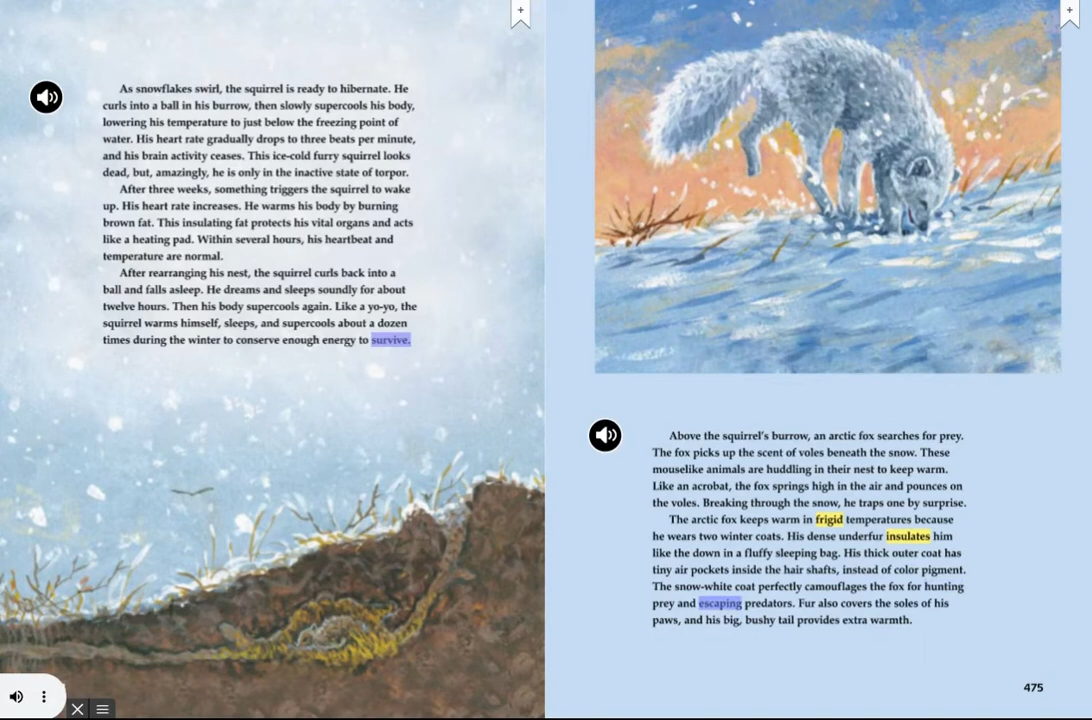 As snowflakes swirl, the squirrel is ready to hibernate. He
curls into a ball in his burrow, then slowly supercools his body,
lowering his temperature to just below the freezing point of
water. His heart rate gradually drops to three beats per minute,
and his brain activity ceases. This ice-cold furry squirrel looks
dead, but, amazingly, he is only in the inactive state of torpor.
After three weeks, something triggers the squirrel to wake
up. His heart rate increases. He warms his body by burning
brown fat. This insulating fat protects his vital organs and acts
like a heating pad. Within several hours, his heartbeat and
temperature are normal.
After rearranging his nest, the squirrel curls back into a
ball and falls asleep. He dreams and sleeps soundly for about
twelve hours. Then his body supercools again. Like a yo-yo, the
squirrel warms himself, sleeps, and supercools about a dozen
times during the winter to conserve enough energy to survive.
Above the squirrel's burrow, an arctic fox searches for prey.
The fox picks up the scent of voles beneath the snow. These
mouselike animals are huddling in their nest to keep warm.
Like an acrobat, the fox springs high in the air and pounces on
the voles. Breaking through the snow, he traps one by surprise.
The arctic fox keeps warm in frigid temperatures because
he wears two winter coats. His dense underfur insulates him
like the down in a fluffy sleeping bag. His thick outer coat has
tiny air pockets inside the hair shafts, instead of color pigment.
The snow-white coat perfectly camouflages the fox for hunting
prey and escaping predators. Fur also covers the soles of his
paws, and his big, bushy tail provides extra warmth.
475